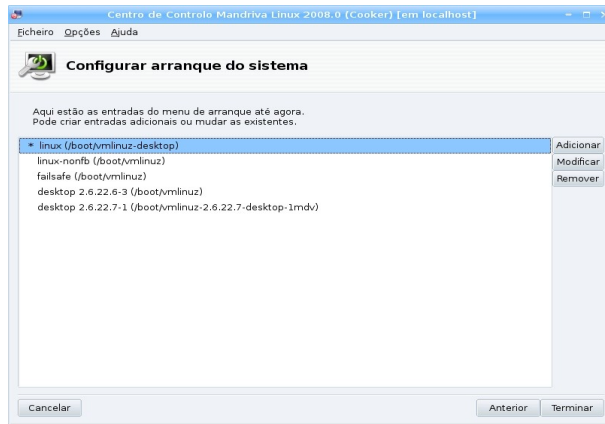 Centro de Controlo Mandriva Linux 2008.0 (Cooker) [em localhost]
Eicheiro Opções Ajuda
Configurar arranque do sistema
Aqui estão as entradas do menu de arranque até agora.
Pode criar entradas adicionais ou mudar as existentes.
* linux (/boot/vmlinuz-desktop)
linux-nonfb (/boot/vmlinuz)
failsafe (/boot/vmlinuz)
desktop 2.6.22.6-3 (/boot/vmlinuz)
desktop 2.6.22.7-1 (/boot/vmlinuz-2.6.22.7-desktop-1mdv)
Adicionar
Modificar
Remover
Cancelar
Anterior
Terminar